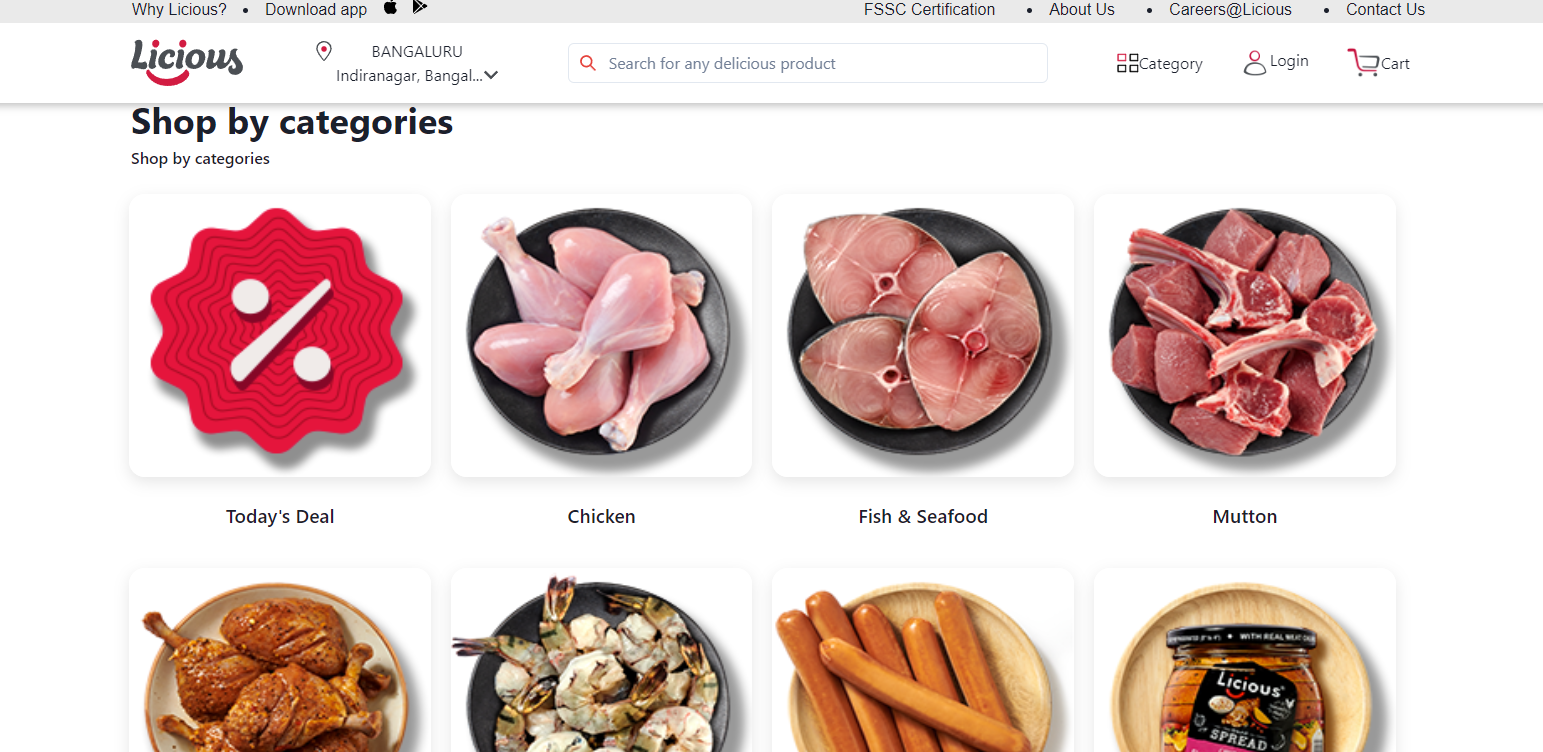 Why Licious? • Download app
FSSC Certification • About Us • Careers@Licious • Contact Us
Licious
BANGALURU
Indiranagar, Bangal...
Search for any delicious product
Category
Login
Cart
Shop by categories
Shop by categories
Today's Deal
Chicken
Fish & Seafood
Mutton
WITH REAL MEAT
Licious
SPREAD